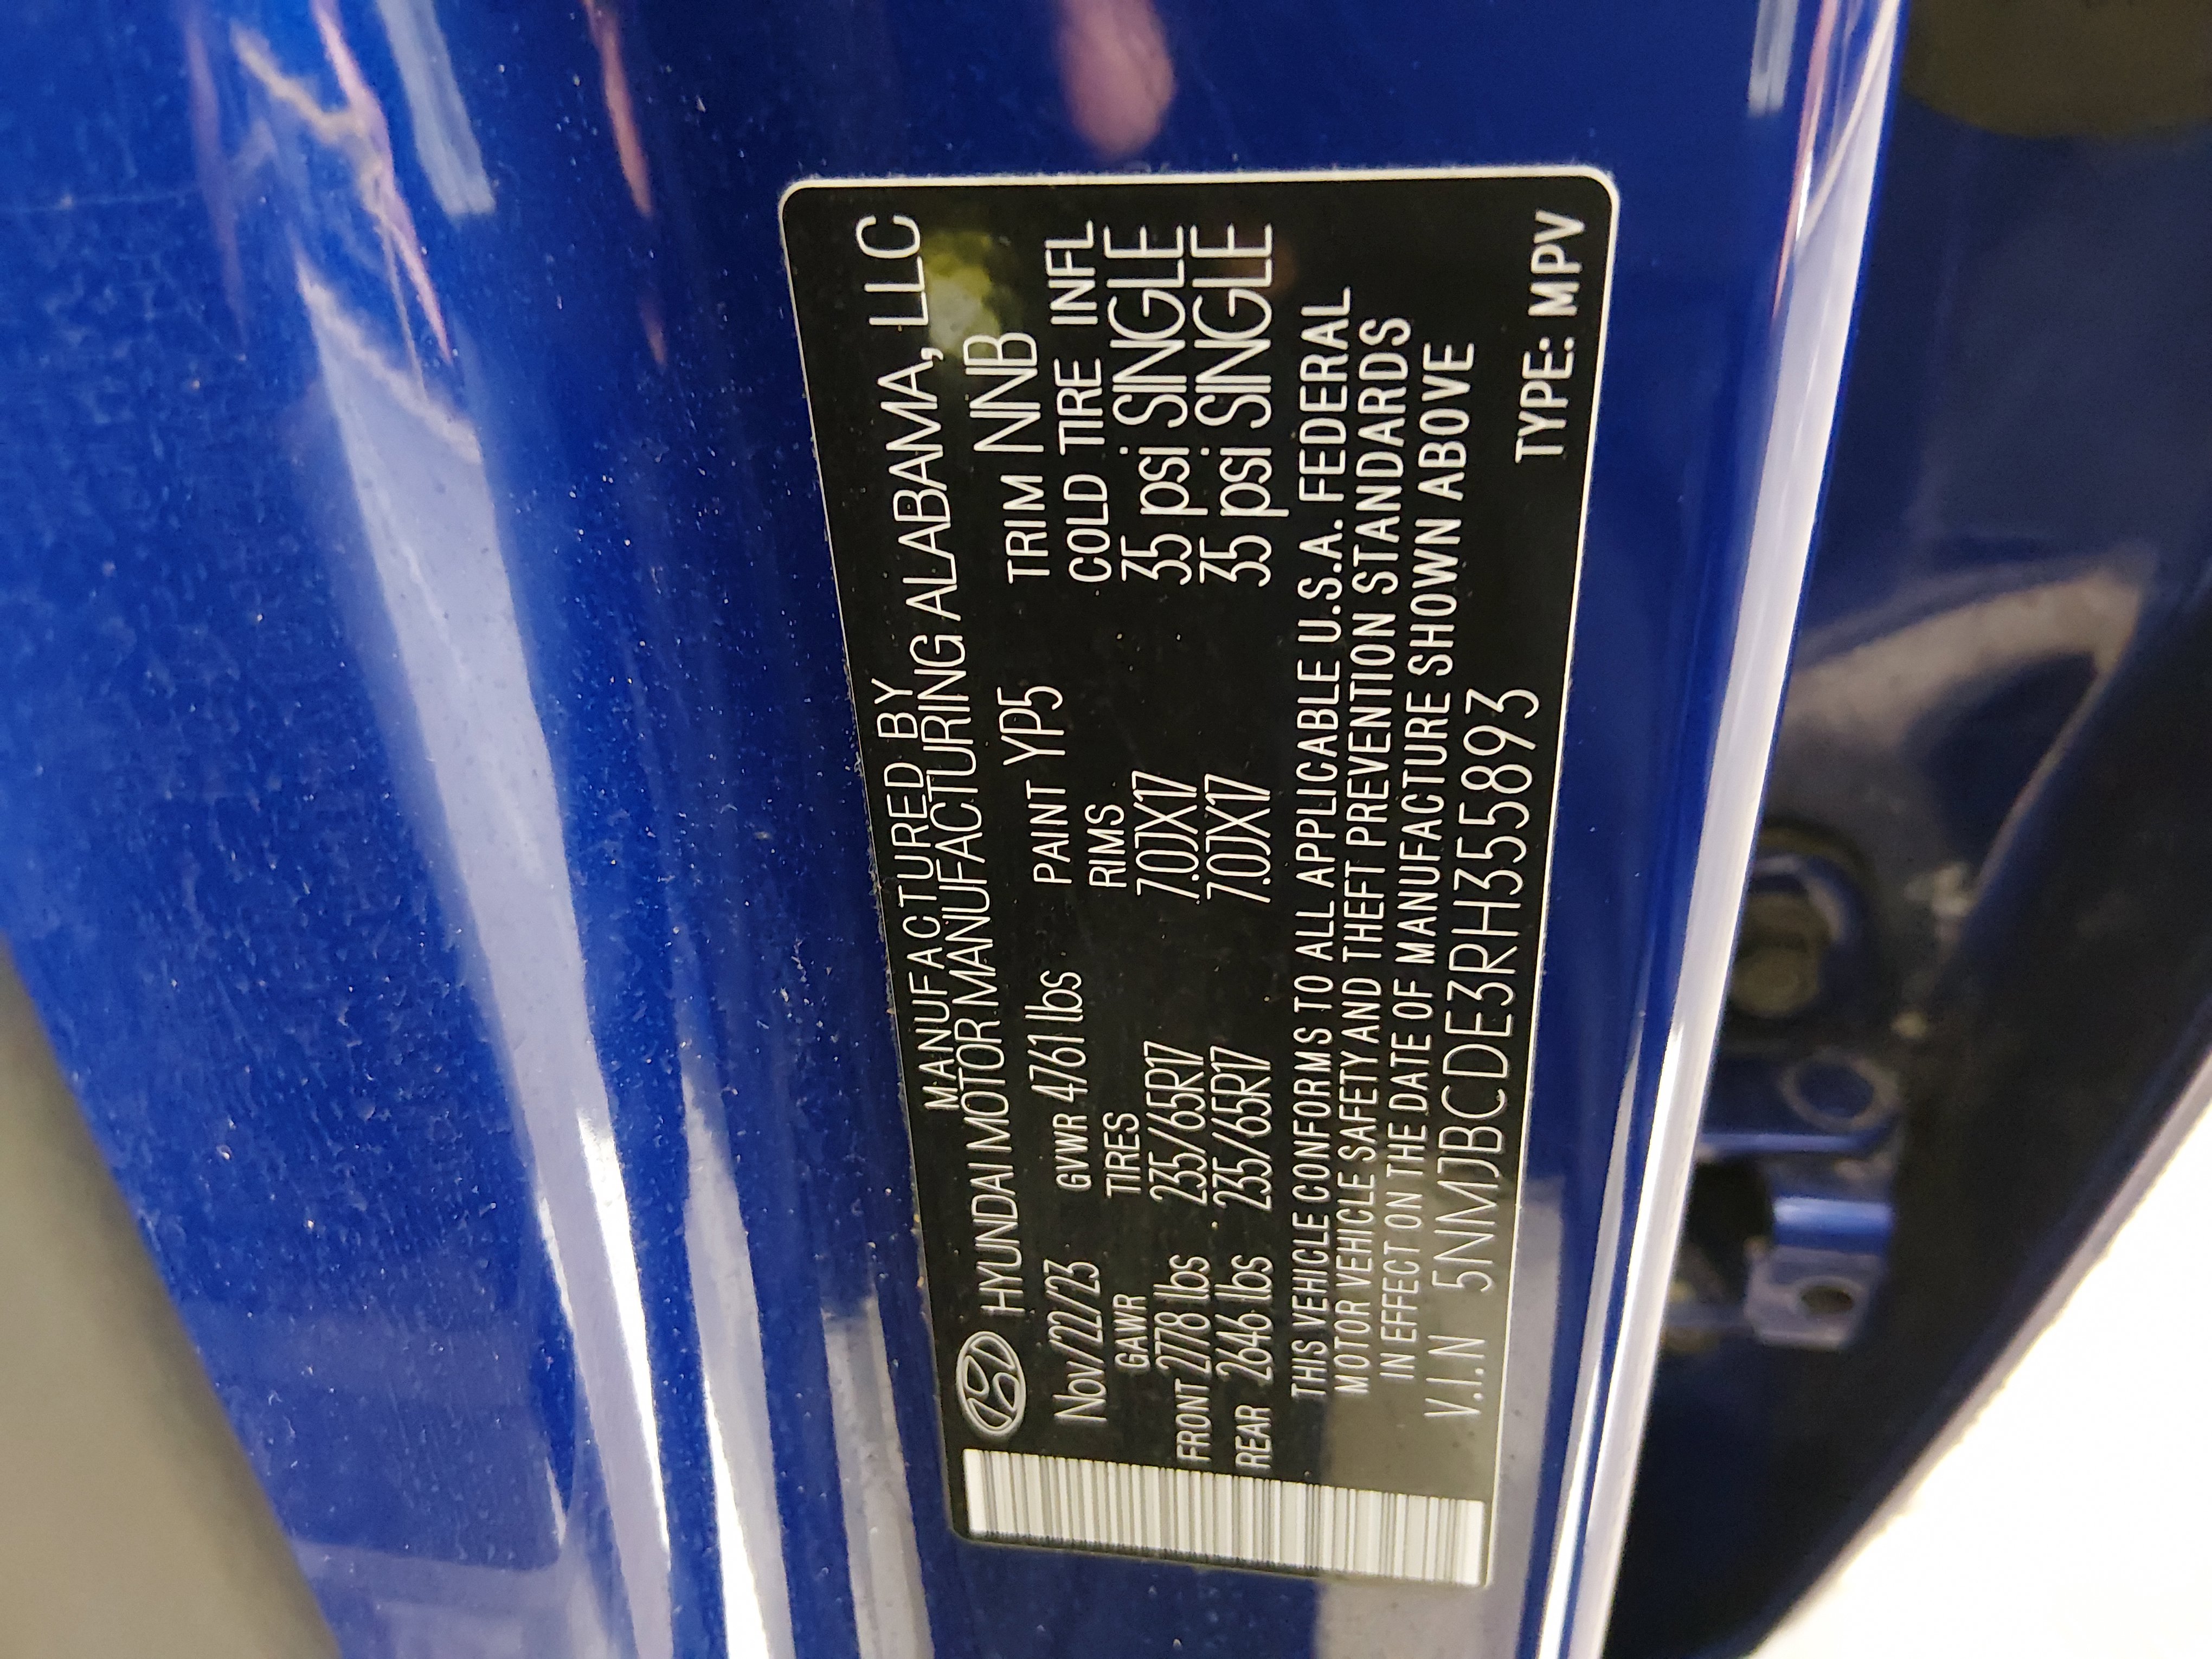 MANUFACTURED BY
HYUNDAI MOTOR MANUFACTURING ALABAMA, LLC
Nov/22/23 GVWR 4761 lbs PAINT YP5 TRIM NNB
GAWR TIRES RIMS COLD TIRE INFL
FRONT 2778 lbs 235/65R17 7.0JX17 35 psi SINGLE
REAR 2646 lbs 235/65R17 7.0JX17 35 psi SINGLE
THIS VEHICLE CONFORMS TO ALL APPLICABLE U.S.A. FEDERAL
MOTOR VEHICLE SAFETY AND THEFT PREVENTION STANDARDS
IN EFFECT ON THE DATE OF MANUFACTURE SHOWN ABOVE
V.I.N 5NMJBCDE3RH355893 TYPE: MPV